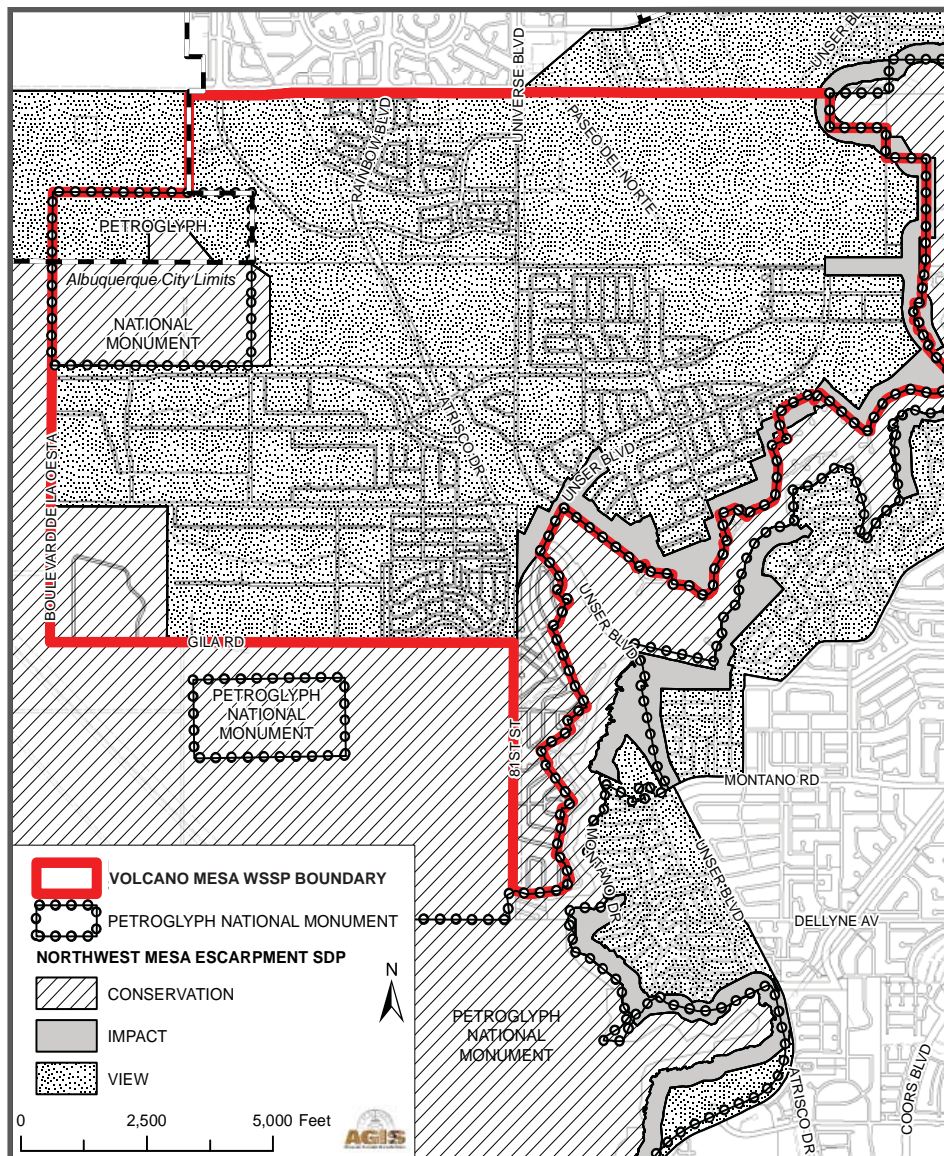 UNSER BL
UNIVERSE BLVD
RAINBOW BLVD
PASEO DEL NORTE
PETROGLYPH
Albuquerque City Limits
NATIONAL
MONUMENT
ATRISCO DR
BOULEVARD DE LA OESTA
UNSER BLVD
UNSER BLVD
GILA RD
PETROGLYPH
NATIONAL
MONUMENT
81ST ST
MONTANO RD
UNSER BLVD
DELLYNE AV
PETROGLYPH
NATIONAL
MONUMENT
ATRISCO DR
COORS BLVD
VOLCANO MESA WSSP BOUNDARY
PETROGLYPH NATIONAL MONUMENT
NORTHWEST MESA ESCARPMENT SDP
N
CONSERVATION
IMPACT
VIEW
0 2,500 5,000 Feet
AGIS